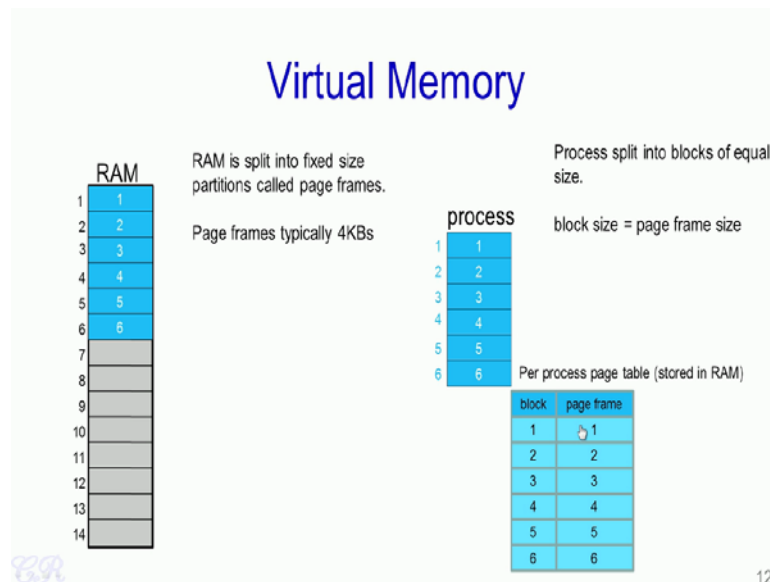 Virtual Memory
RAM
RAM is split into fixed size
partitions called page frames.
Page frames typically 4KBs
1 1
2 2
3 3
4 4
5 5
6 6
7
8
9
10
11
12
13
14
Process split into blocks of equal
size.
block size = page frame size
process
1 1
2 2
3 3
4 4
5 5
6 6
Per process page table (stored in RAM)
block page frame
1 1
2 2
3 3
4 4
5 5
6 6
12